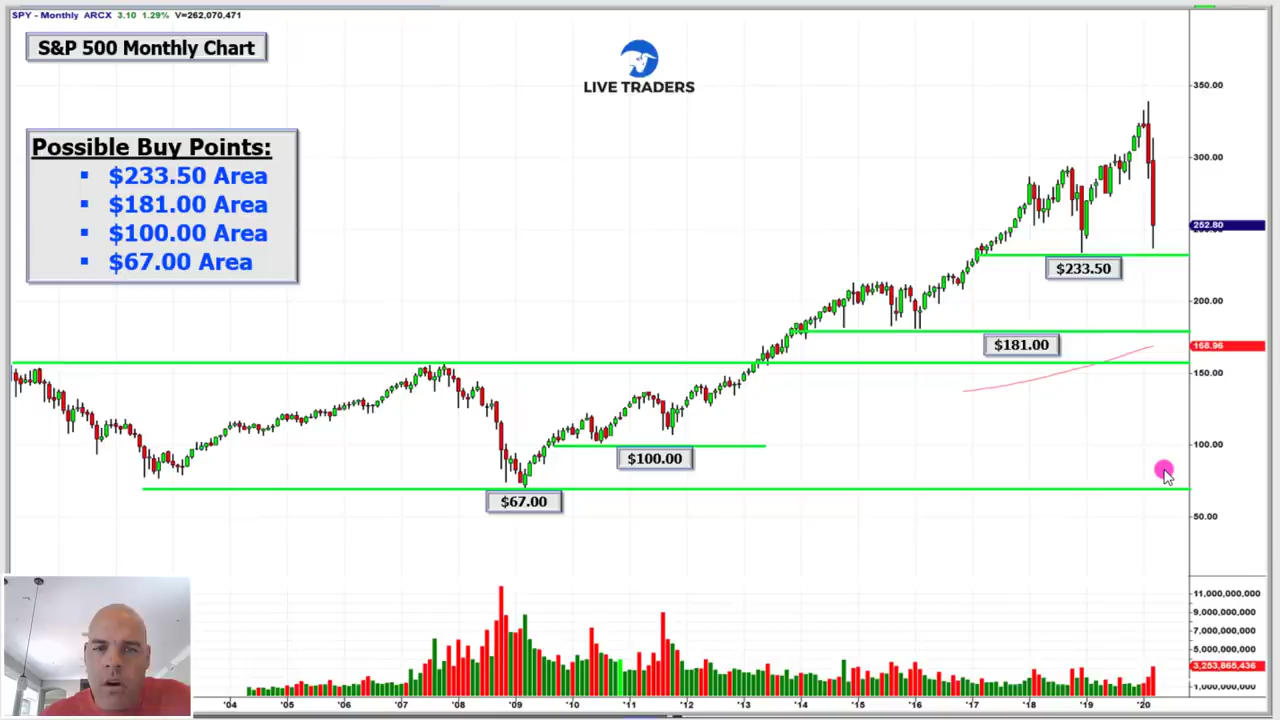 SPY - Monthly ARCX 3.10 1.29% V=262,070,471
S&P 500 Monthly Chart
LIVE TRADERS
Possible Buy Points:
▪ $233.50 Area
▪ $181.00 Area
▪ $100.00 Area
▪ $67.00 Area
350.00
300.00
252.80
$233.50
200.00
$181.00
168.96
150.00
100.00
$100.00
$67.00
50.00
11,000,000,000
9,000,000,000
7,000,000,000
5,000,000,000
3,253,865,436
1,000,000,000
'04 '05 '06 '07 '08 '09 '10 '11 '12 '13 '14 '15 '16 '17 '18 '19 '20